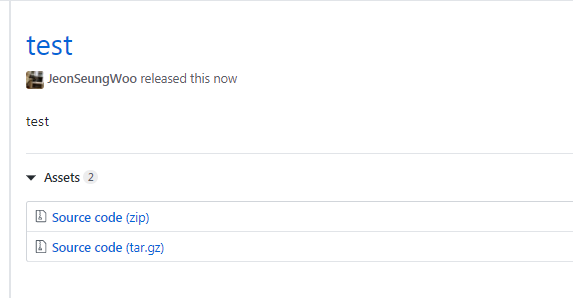 test
JeonSeungWoo released this now
test
Assets 2
Source code (zip)
Source code (tar.gz)